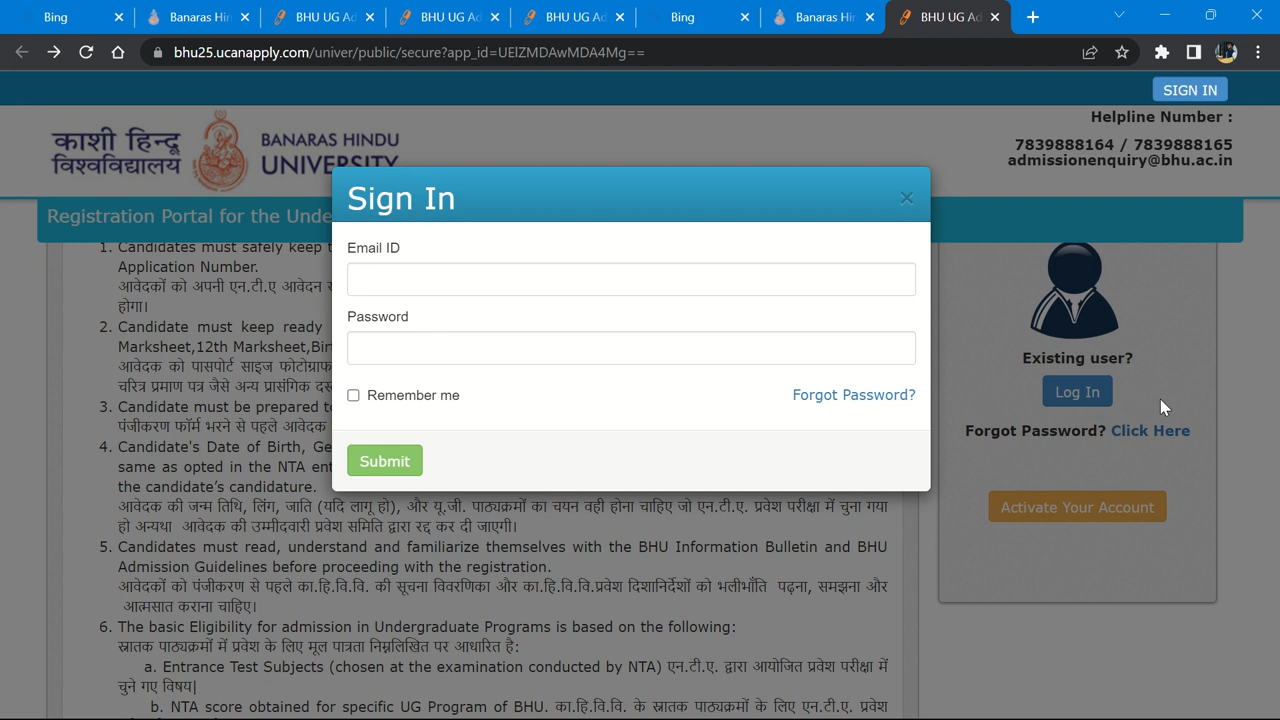 Bing
Banaras Hi
BHU UG Ad
BHU UG Ad
BHU UG Ad
Bing
Banaras Hi
BHU UG Ad
bhu25.ucanapply.com/univer/public/secure?app_id=UElZMDAwMDA4Mg==
SIGN IN
Helpline Number :
7839888164 / 7839888165
admissionenquiry@bhu.ac.in
काशी हिन्दू
विश्वविद्यालय
BANARAS HINDU
UNIVERSITY
Registration Portal for the Unde
Sign In
×
Email ID
Password
Remember me
Forgot Password?
Submit
1. Candidates must safely keep
Application Number.
आवेदकों को अपनी एन.टी.ए आवेदन
होगा।
2. Candidate must keep ready
Marksheet,12th Marksheet,Bir
आवेदक को पासपोर्ट साइज फोटोग्राफ
चरित्र प्रमाण पत्र जैसे अन्य प्रासंगिक
3. Candidate must be prepared
पंजीकरण फॉर्म भरने से पहले आवेदक
4. Candidate's Date of Birth, Ge
same as opted in the NTA en
the candidate’s candidature.
आवेदक की जन्म तिथि, लिंग, जाति (यदि लागू हो), और यू.जी. पाठ्यक्रमों का चयन वही होना चाहिए जो एन.टी.ए. प्रवेश परीक्षा में चुना गया
हो अन्यथा आवेदक की उम्मीदवारी प्रवेश समिति द्वारा रद्द कर दी जाएगी।
5. Candidates must read, understand and familiarize themselves with the BHU Information Bulletin and BHU
Admission Guidelines before proceeding with the registration.
आवेदकों को पंजीकरण से पहले का.हि.वि.वि. की सूचना विवरणिका और का.हि.वि.वि.प्रवेश दिशानिर्देशों को भलीभाँति पढ़ना, समझना और
आत्मसात कराना चाहिए।
6. The basic Eligibility for admission in Undergraduate Programs is based on the following:
स्नातक पाठ्यक्रमों में प्रवेश के लिए मूल पात्रता निम्नलिखित पर आधारित है:
a. Entrance Test Subjects (chosen at the examination conducted by NTA) एन.टी.ए. द्वारा आयोजित प्रवेश परीक्षा में
चुने गए विषय|
b. NTA score obtained for specific UG Program of BHU. का.हि.वि.वि. के स्नातक पाठ्यक्रमों के लिए एन.टी.ए. प्रवेश
Existing user?
Log In
Forgot Password? Click Here
Activate Your Account